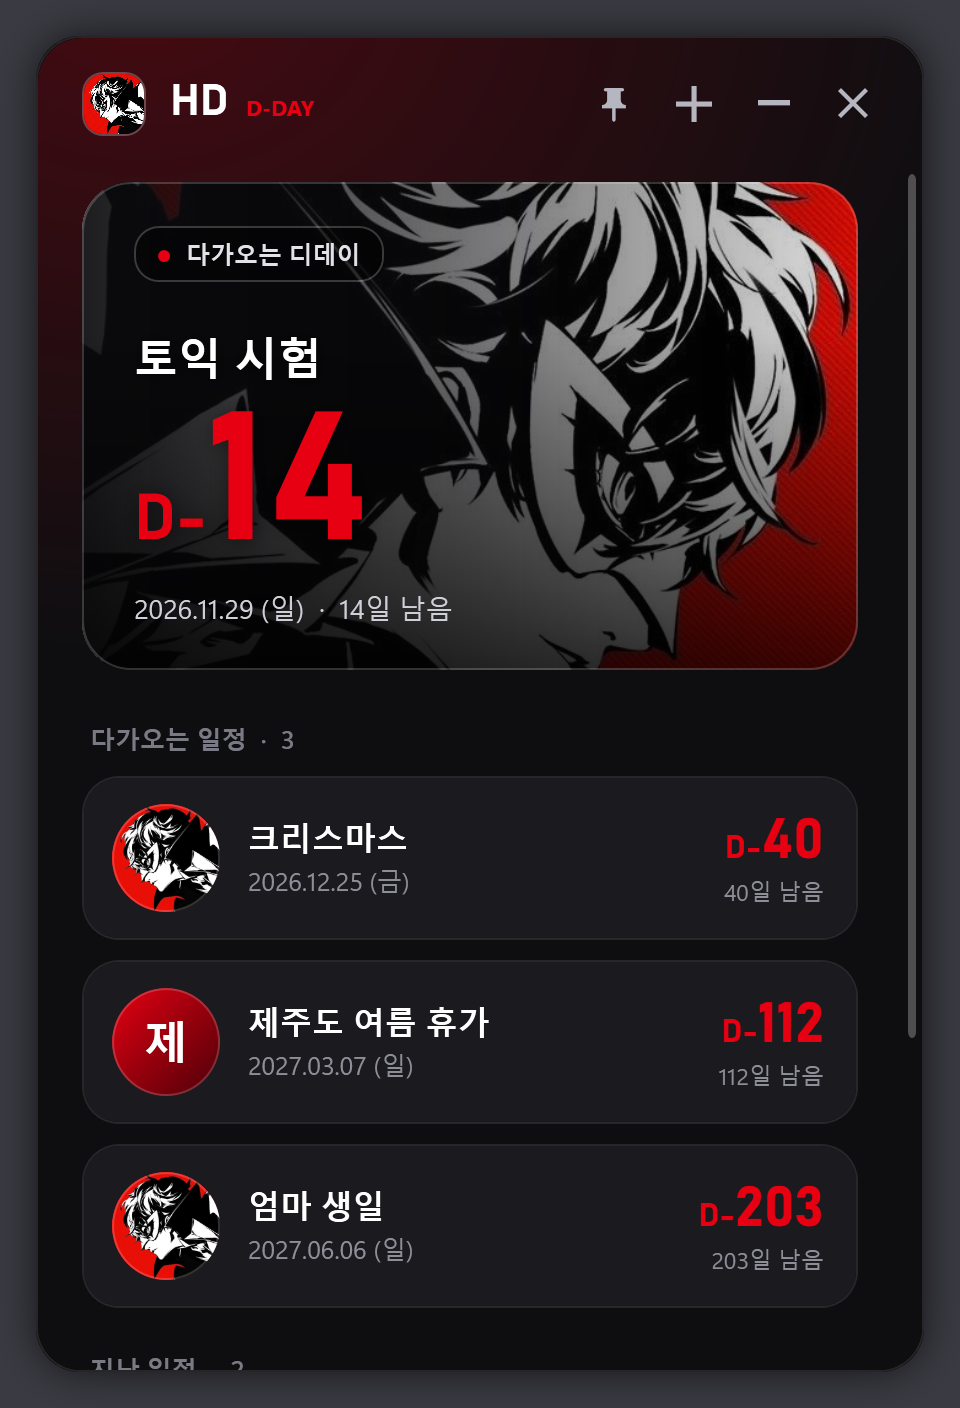 HD D-DAY
다가오는 디데이
토익 시험
D-14
2026.11.29 (일) · 14일 남음
다가오는 일정 · 3
크리스마스
2026.12.25 (금)
D-40
40일 남음
제
제주도 여름 휴가
2027.03.07 (일)
D-112
112일 남음
엄마 생일
2027.06.06 (일)
D-203
203일 남음
지난 일정